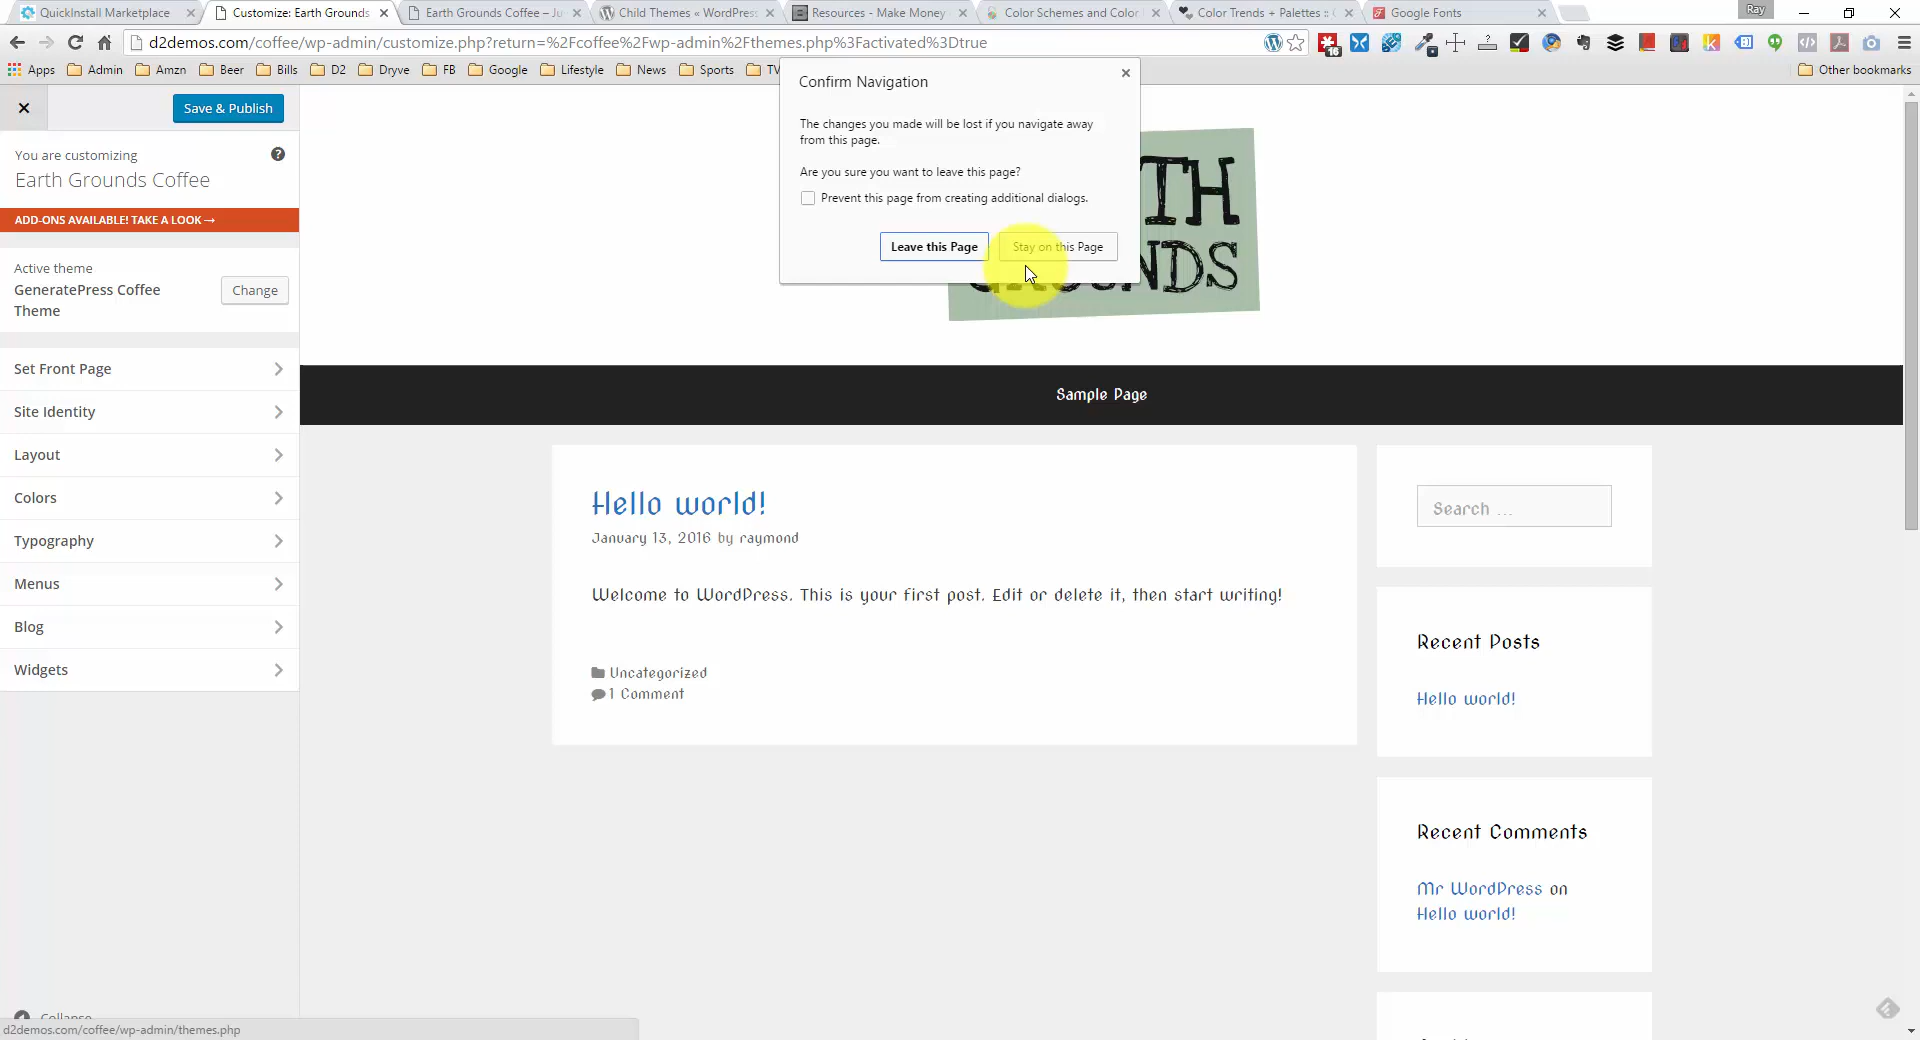 QuickInstall Marketplace
Customize: Earth Grounds
Earth Grounds Coffee – Ju
Child Themes « WordPress
Resources - Make Money
Color Schemes and Color
Color Trends + Palettes ::
Google Fonts
Ray
d2demos.com/coffee/wp-admin/customize.php?return=%2Fcoffee%2Fwp-admin%2Fthemes.php%3Factivated%3Dtrue
16
Apps
Admin
Amzn
Beer
Bills
D2
Dryve
FB
Google
Lifestyle
News
Sports
TV
Other bookmarks
Confirm Navigation
The changes you made will be lost if you navigate away
from this page.
Are you sure you want to leave this page?
Prevent this page from creating additional dialogs.
Leave this Page
Stay on this Page
Save & Publish
You are customizing
Earth Grounds Coffee
ADD-ONS AVAILABLE! TAKE A LOOK →
Active theme
GeneratePress Coffee
Theme
Change
Set Front Page
Site Identity
Layout
Colors
Typography
Menus
Blog
Widgets
Collapse
d2demos.com/coffee/wp-admin/themes.php
TH
NDS
Sample Page
Hello world!
January 13, 2016 by raymond
Welcome to WordPress. This is your first post. Edit or delete it, then start writing!
Uncategorized
1 Comment
Search ...
Recent Posts
Hello world!
Recent Comments
Mr WordPress on
Hello world!